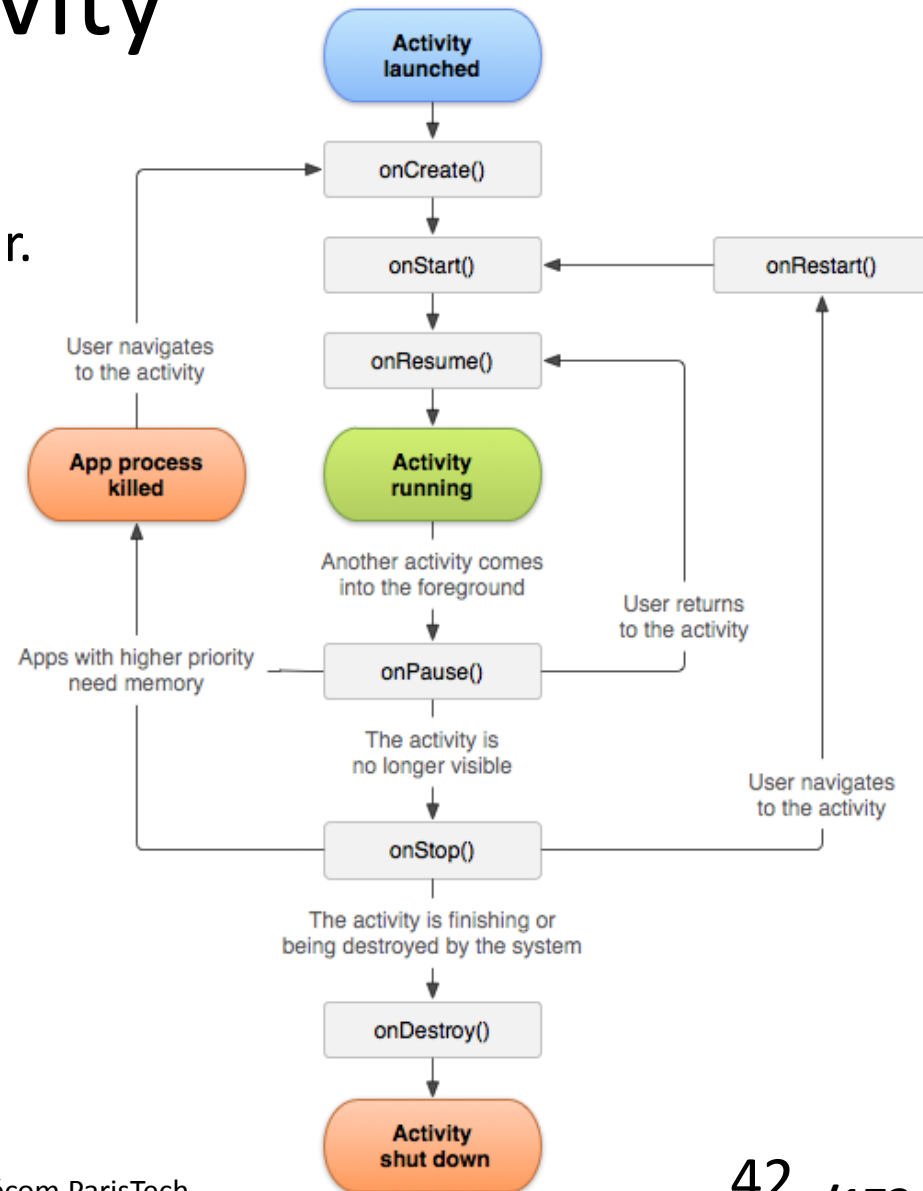 Activity
launched
onCreate()
r.
onStart()
onRestart()
User navigates
to the activity
onResume()
App process
killed
Activity
running
Another activity comes
into the foreground
User returns
to the activity
Apps with higher priority
need memory
onPause()
The activity is
no longer visible
User navigates
to the activity
onStop()
The activity is finishing or
being destroyed by the system
onDestroy()
Activity
shut down
ParisTech
42